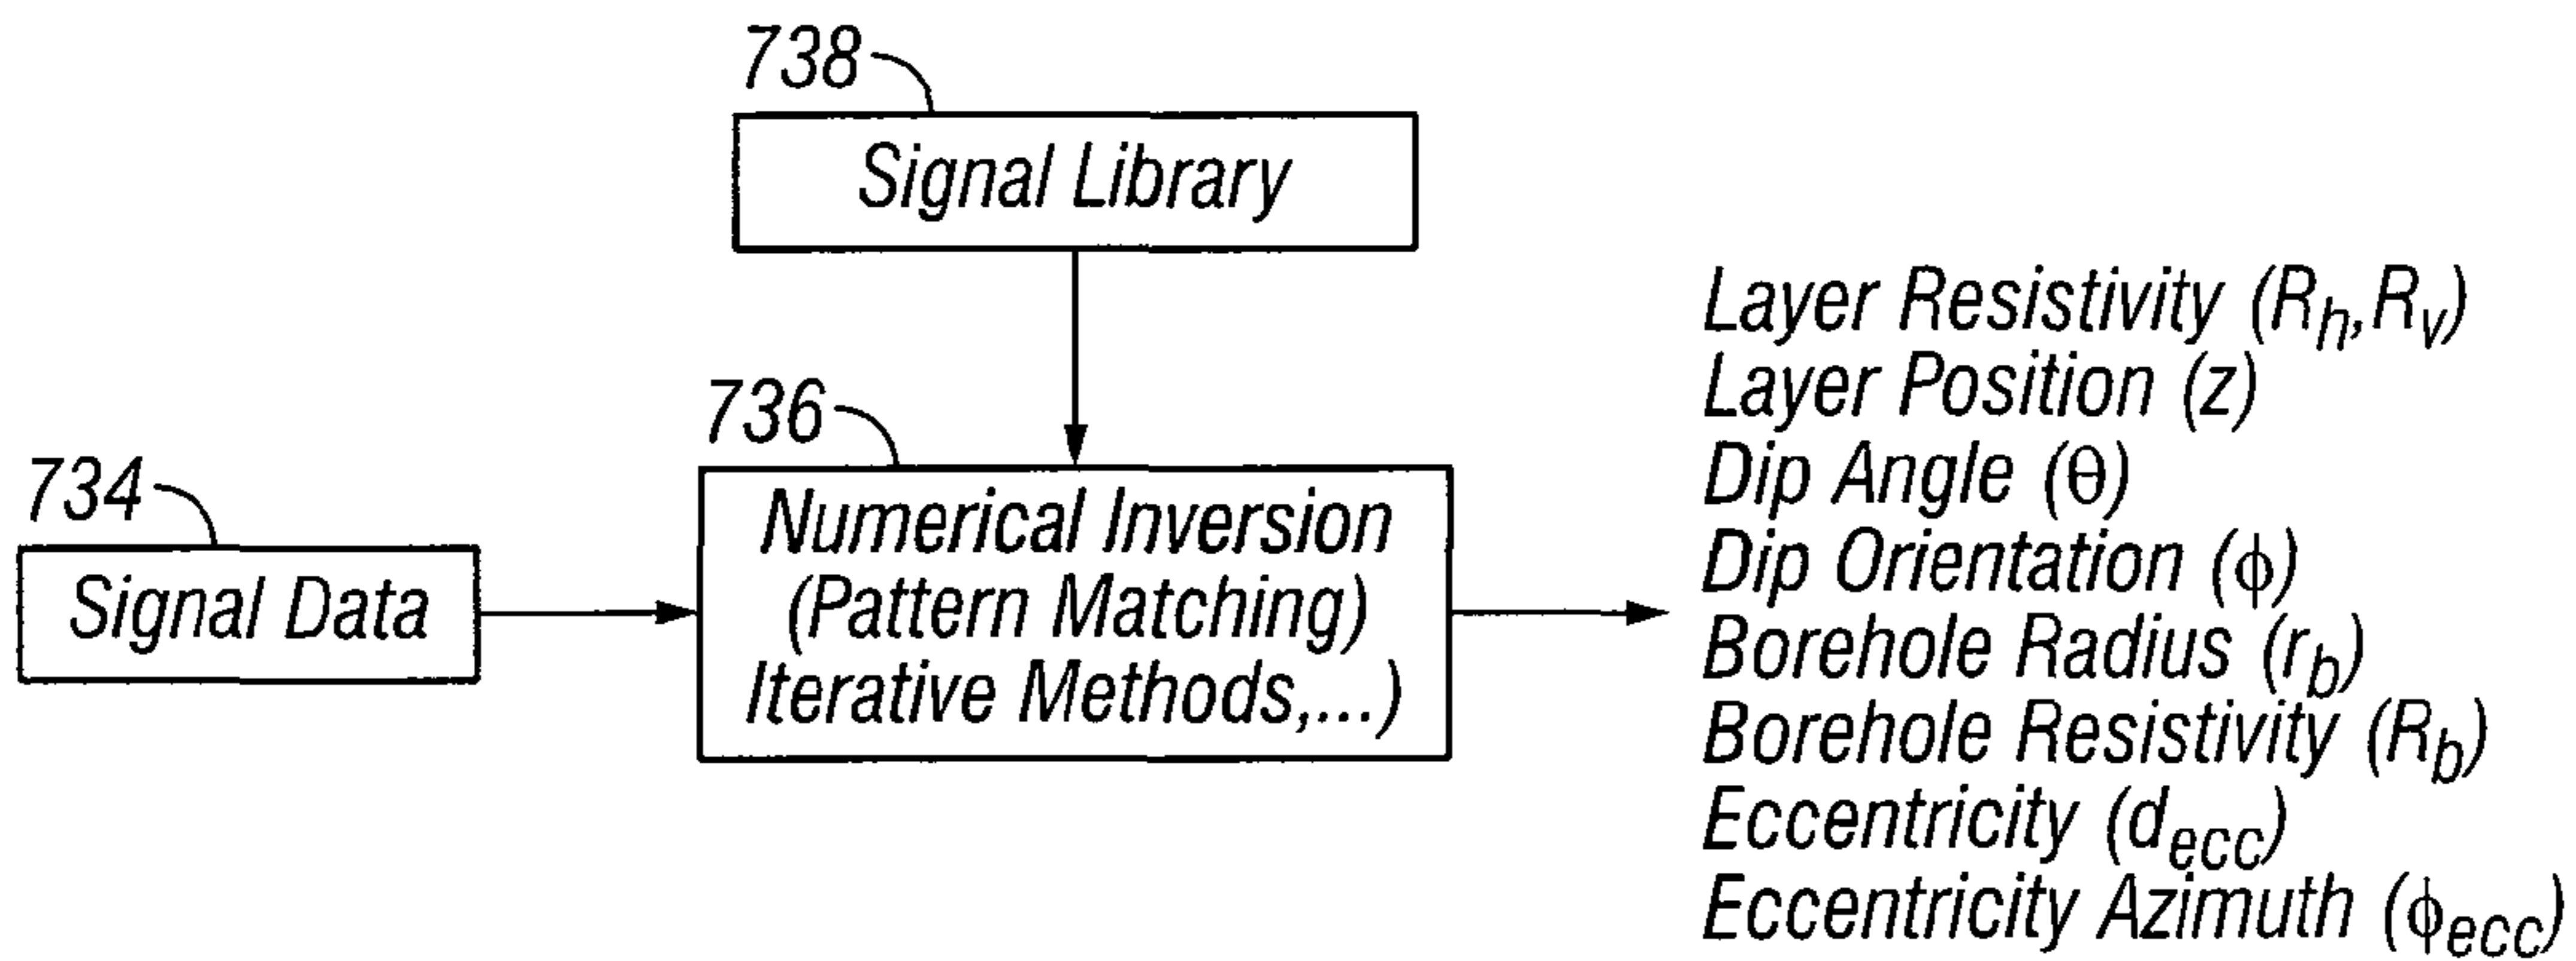 738
Signal Library
736
Numerical Inversion
(Pattern Matching)
Iterative Methods,...)
734
Signal Data
Layer Resistivity (Rh,Rv)
Layer Position (z)
Dip Angle (θ)
Dip Orientation (ϕ)
Borehole Radius (rb)
Borehole Resistivity (Rb)
Eccentricity (decc)
Eccentricity Azimuth (ϕecc)